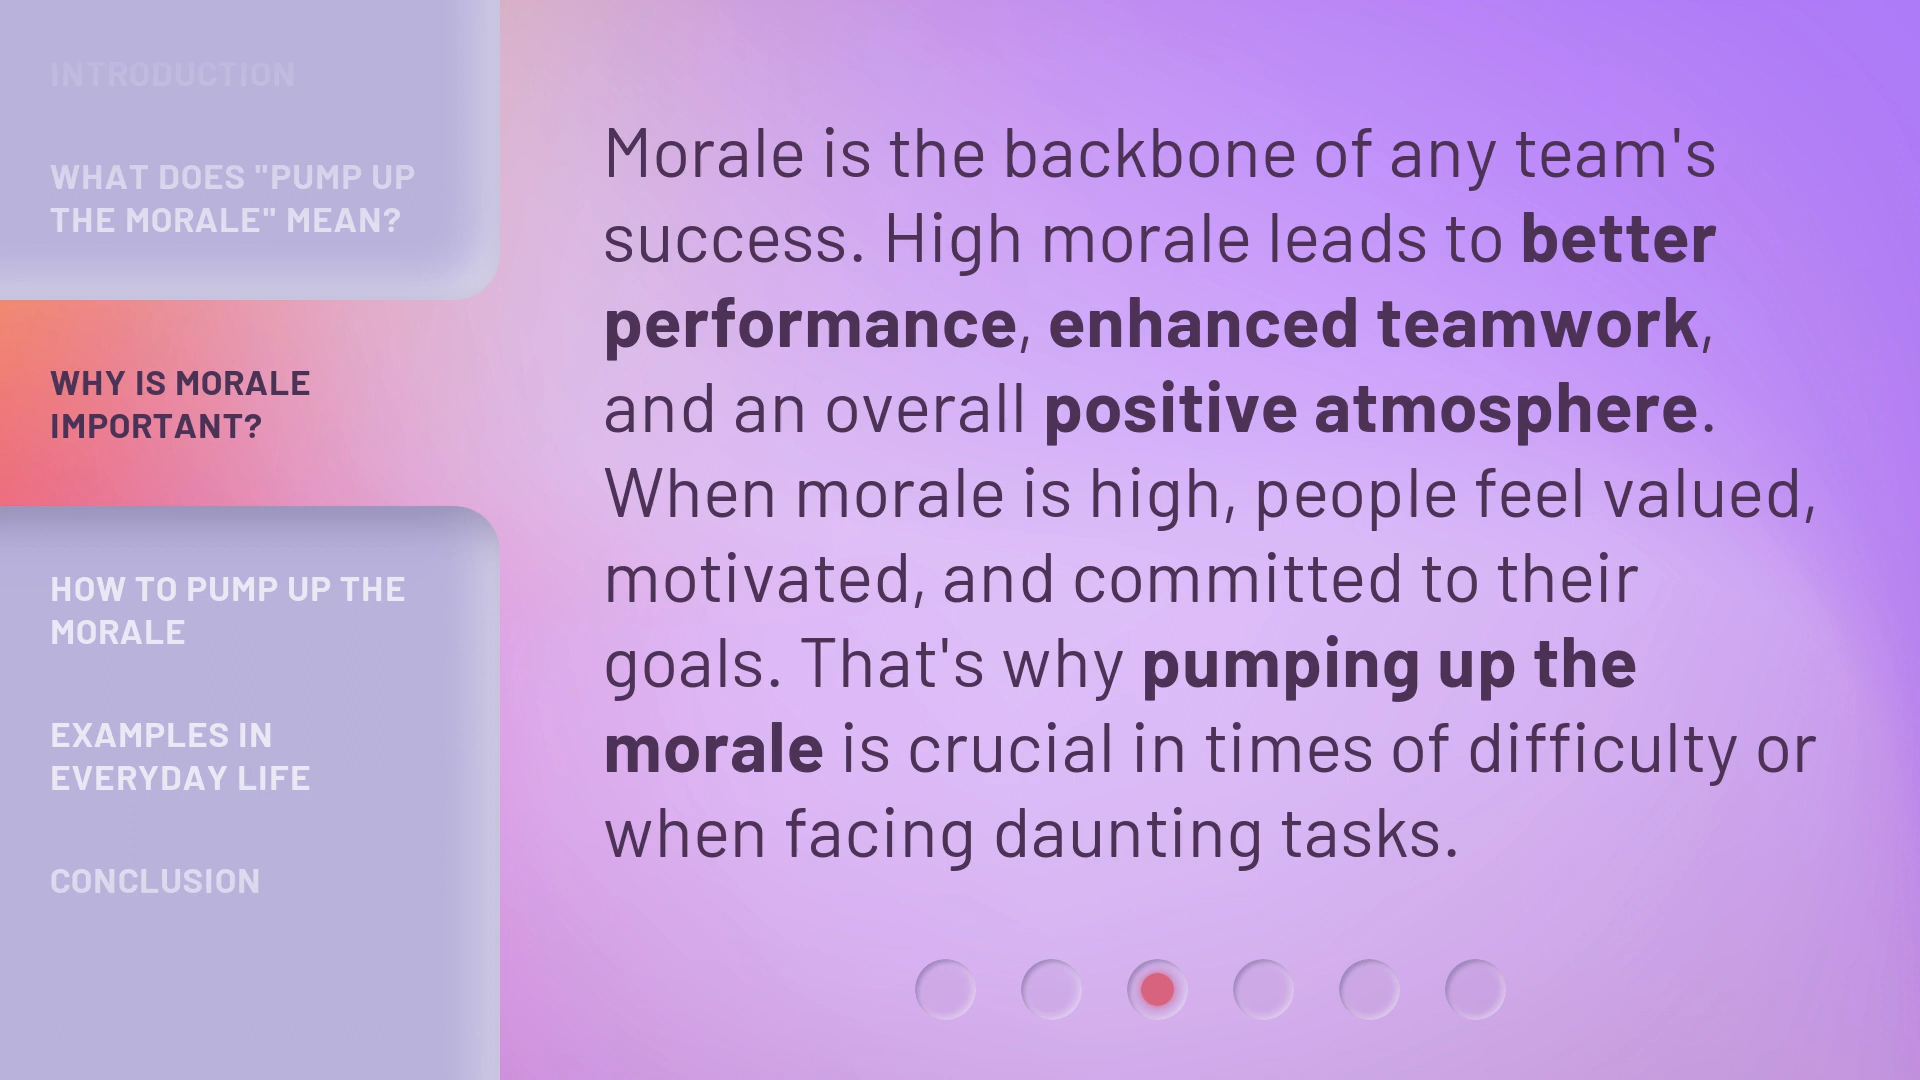 INTRODUCTION
WHAT DOES "PUMP UP
THE MORALE" MEAN?
WHY IS MORALE
IMPORTANT?
HOW TO PUMP UP THE
MORALE
EXAMPLES IN
EVERYDAY LIFE
CONCLUSION
Morale is the backbone of any team's
success. High morale leads to better
performance, enhanced teamwork,
and an overall positive atmosphere.
When morale is high, people feel valued,
motivated, and committed to their
goals. That's why pumping up the
morale is crucial in times of difficulty or
when facing daunting tasks.